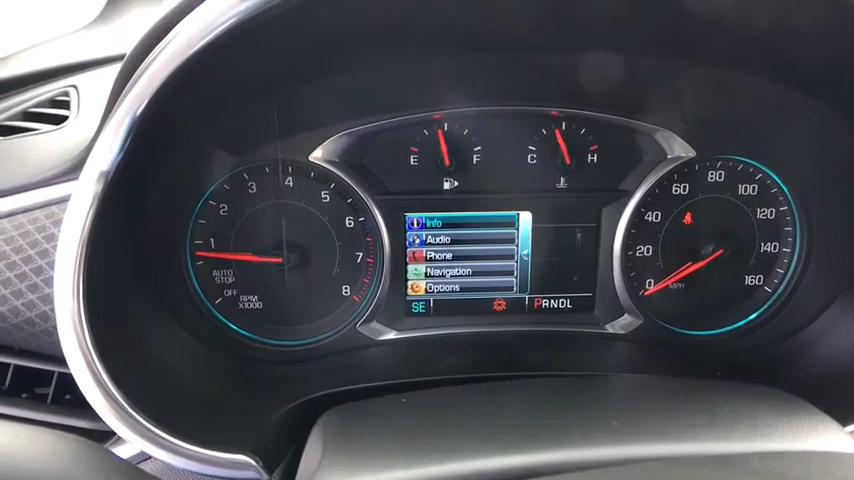 E F
C H
1 2 3 4 5 6 7 8
AUTO
STOP
OFF
RPM
X1000
Info
Audio
Phone
Navigation
Options
SE
PRNDL
0 20 40 60 80 100 120 140 160
MPH